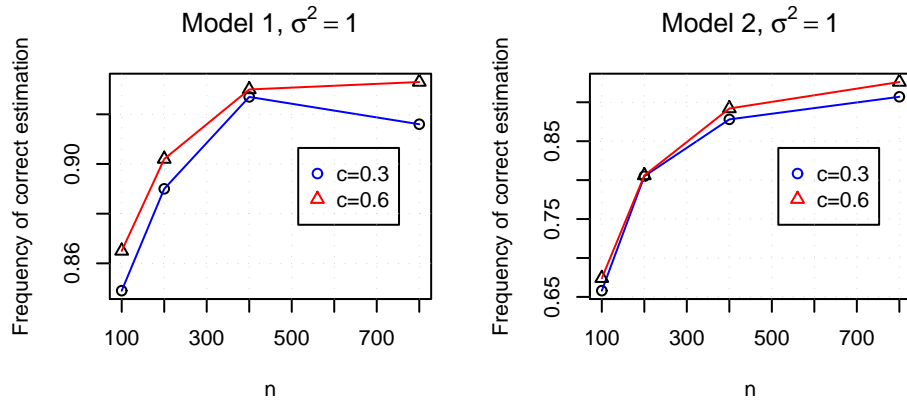 Model 1, σ² = 1
Frequency of correct estimation
0.90
0.86
c=0.3
c=0.6
100 300 500 700
n
Model 2, σ² = 1
Frequency of correct estimation
0.85
0.75
0.65
c=0.3
c=0.6
100 300 500 700
n